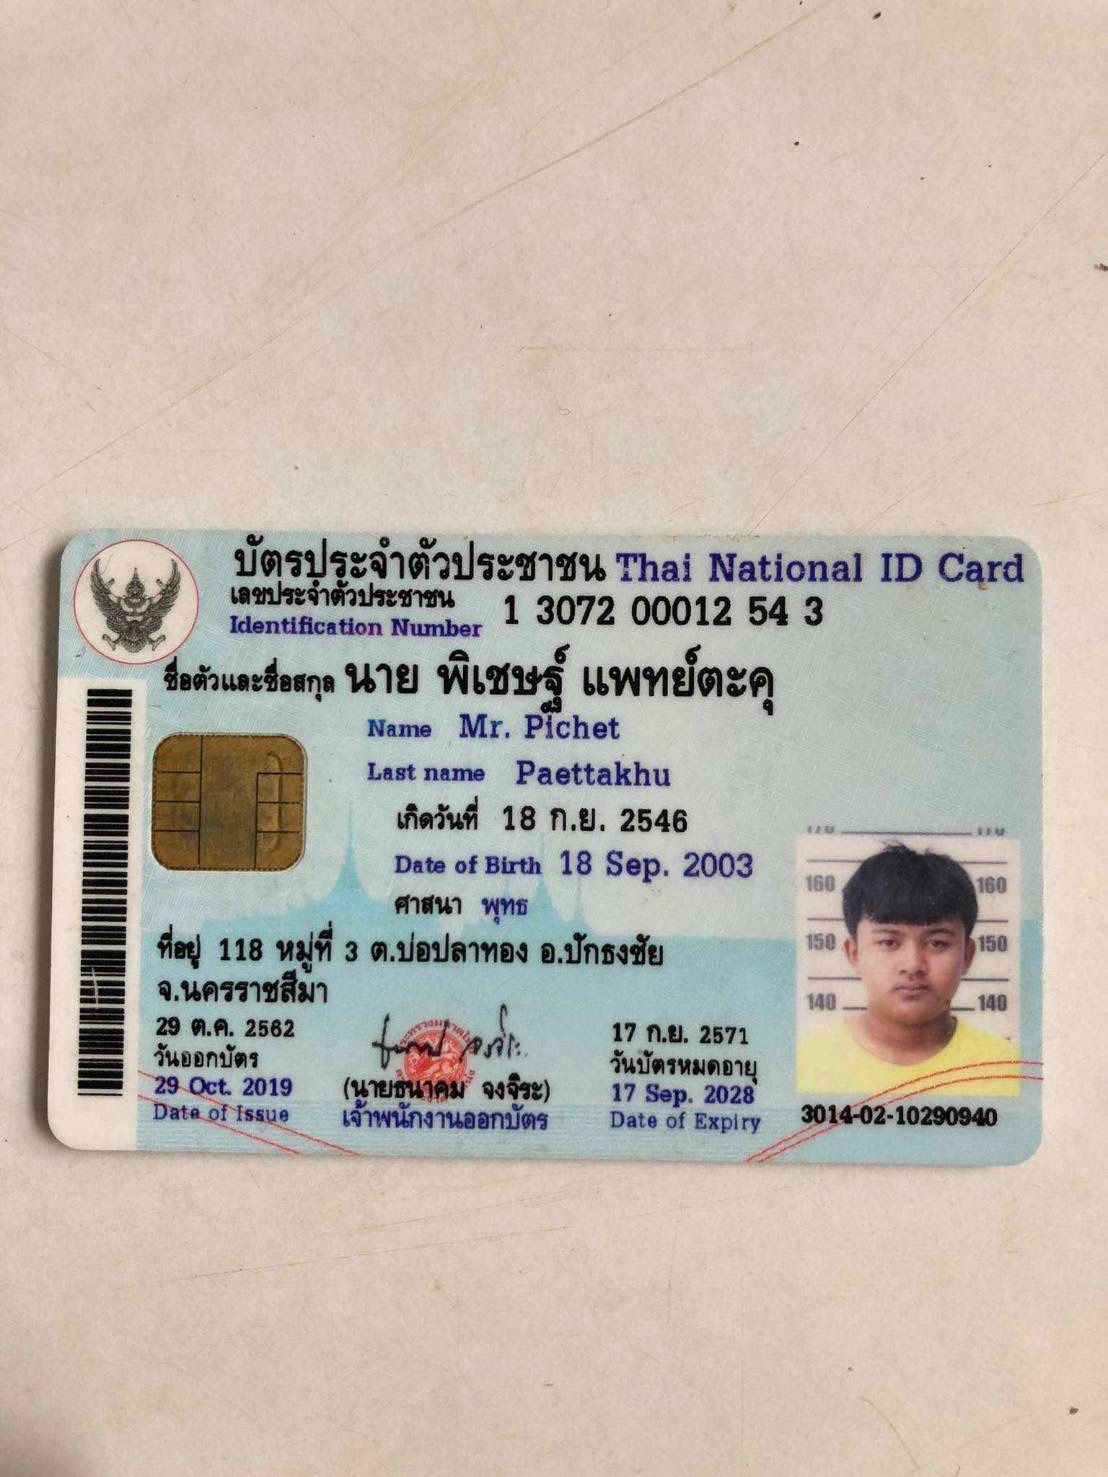 บัตรประจำตัวประชาชน Thai National ID Card
เลขประจำตัวประชาชน
Identification Number 1 3072 00012 54 3
ชื่อตัวและชื่อสกุล นาย พิเชษฐ์ แพทย์ตะคุ
Name Mr. Pichet
Last name Paettakhu
เกิดวันที่ 18 ก.ย. 2546
Date of Birth 18 Sep. 2003
ศาสนา พุทธ
ที่อยู่ 118 หมู่ที่ 3 ต.บ่อปลาทอง อ.ปักธงชัย
จ.นครราชสีมา
29 ต.ค. 2562
วันออกบัตร
29 Oct. 2019
Date of Issue
(นายธนาคม จงจิระ)
เจ้าพนักงานออกบัตร
17 ก.ย. 2571
วันบัตรหมดอายุ
17 Sep. 2028
Date of Expiry
160 160
150 150
140 140
3014-02-10290940